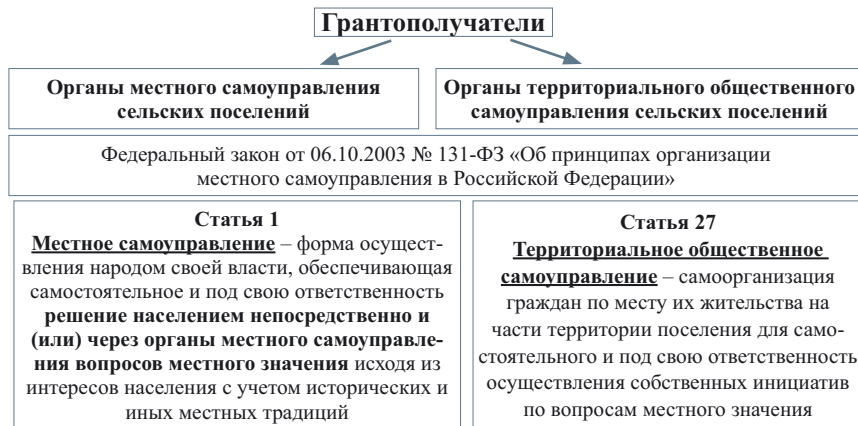 Грантополучатели
Органы местного самоуправления
сельских поселений
Органы территориального общественного
самоуправления сельских поселений
Федеральный закон от 06.10.2003 № 131-ФЗ «Об принципах организации
местного самоуправления в Российской Федерации»
Статья 1
Местное самоуправление – форма осущест-
вления народом своей власти, обеспечивающая
самостоятельное и под свою ответственность
решение населением непосредственно и
(или) через органы местного самоуправле-
ния вопросов местного значения исходя из
интересов населения с учетом исторических и
иных местных традиций
Статья 27
Территориальное общественное
самоуправление – самоорганизация
граждан по месту их жительства на
части территории поселения для само-
стоятельного и под свою ответственность
осуществления собственных инициатив
по вопросам местного значения